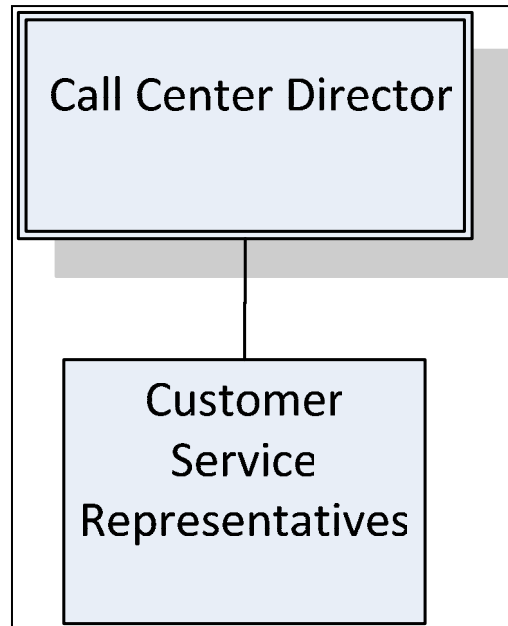 Call Center Director
Customer
Service
Representatives